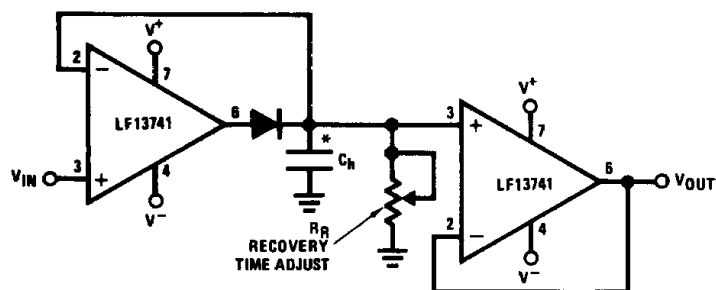 V+
V+
2
−
7
3
+
7
LF13741
6
*
Ch
LF13741
6
VOUT
VIN
3
+
4
V−
RR
RECOVERY
TIME ADJUST
2
−
4
V−